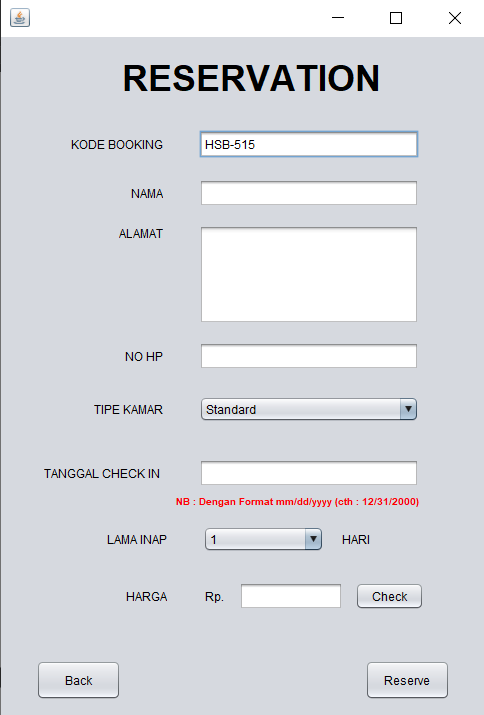 RESERVATION
KODE BOOKING HSB-515
NAMA
ALAMAT
NO HP
TIPE KAMAR Standard
TANGGAL CHECK IN
NB : Dengan Format mm/dd/yyyy (cth : 12/31/2000)
LAMA INAP 1 HARI
HARGA Rp. Check
Back Reserve